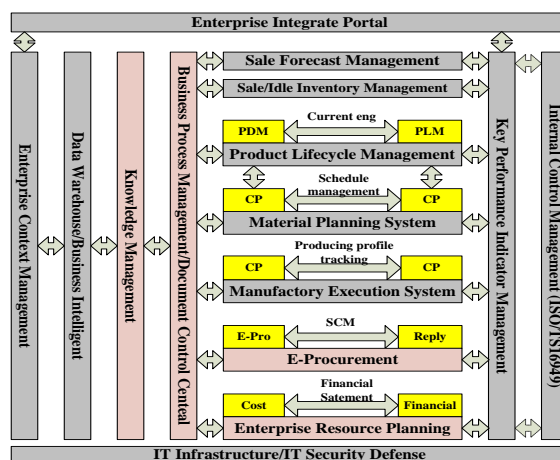 Enterprise Integrate Portal
Enterprise Context Management
Data Warehouse/Business Intelligent
Knowledge Management
Business Process Management/Document Control Centeal
Sale Forecast Management
Sale/Idle Inventory Management
Current eng
PDM
PLM
Product Lifecycle Management
Schedule
management
CP
CP
Material Planning System
Producing profile
tracking
CP
CP
Manufactory Execution System
SCM
E-Pro
Reply
E-Procurement
Financial
Satement
Cost
Financial
Enterprise Resource Planning
Key Performance Indicator Management
Internal Control Management (ISO/TS16949)
IT Infrastructure/IT Security Defense